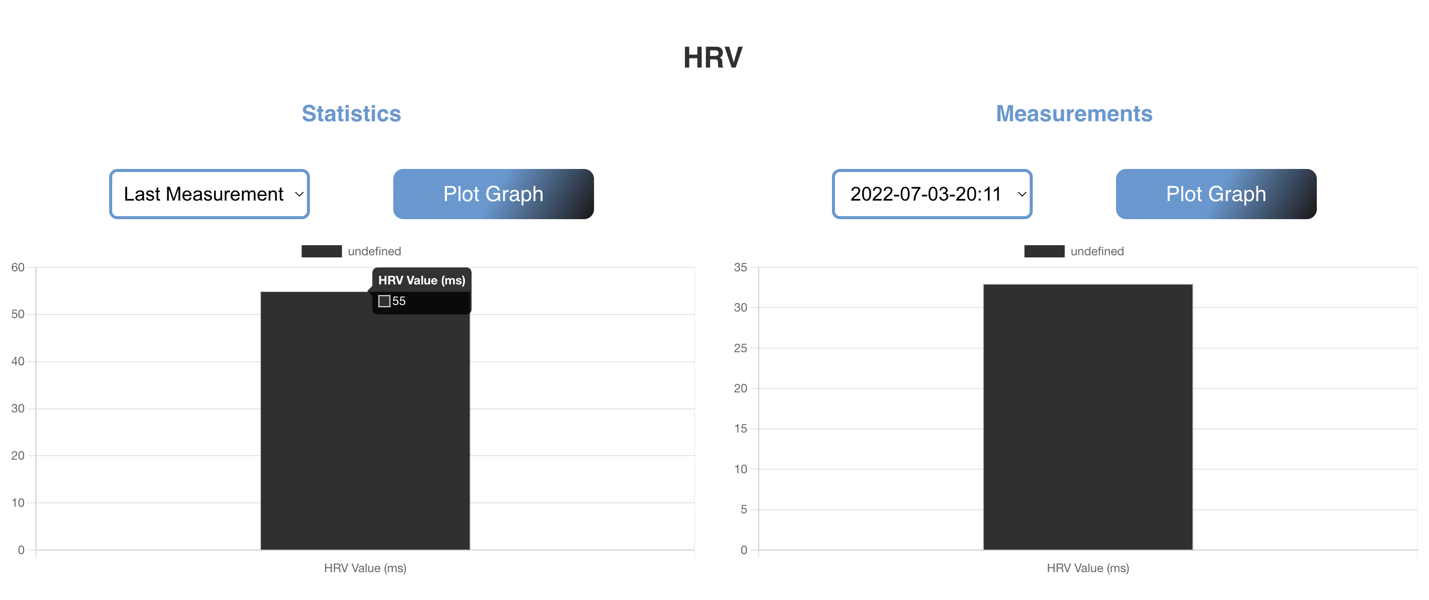 HRV
Statistics
Last Measurement
Plot Graph
undefined
60
50
40
30
20
10
0
HRV Value (ms)
55
HRV Value (ms)
Measurements
2022-07-03-20:11
Plot Graph
undefined
35
30
25
20
15
10
5
0
HRV Value (ms)